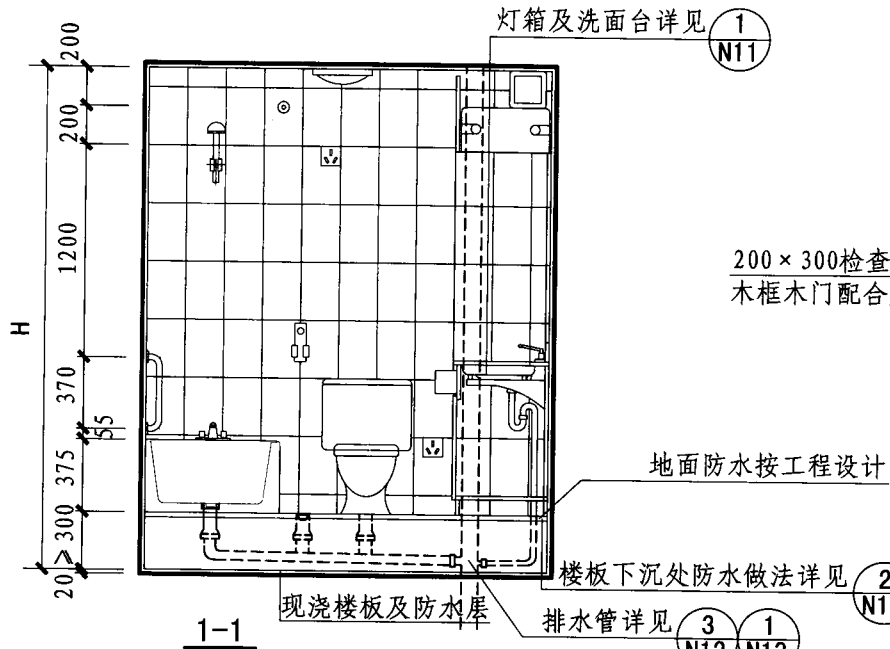 灯箱及洗面台详见 1
N11
200
200
1200
H
370
55
375
≥300
20
200×300检查
木框木门配合
地面防水按工程设计
楼板下沉处防水做法详见 2
现浇楼板及防水层
排水管详见 3 1
1-1